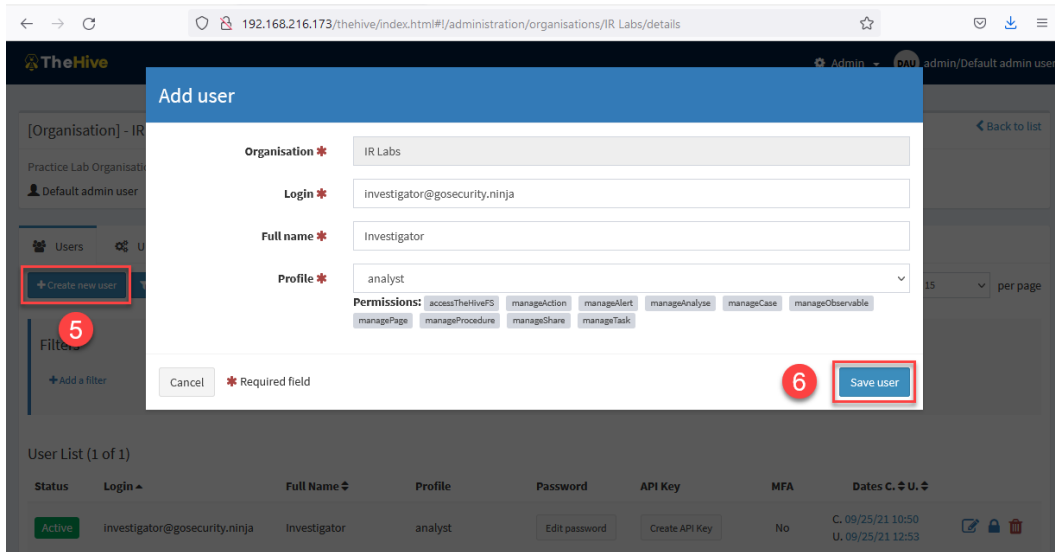 192.168.216.173/thehive/index.html#!/administration/organisations/IR Labs/details
TheHive
Admin
DAU
admin/Default admin user
Add user
[Organisation] - IR
Back to list
Organisation *
IR Labs
Practice Lab Organisati
Default admin user
Login *
investigator@gosecurity.ninja
Full name *
Investigator
Users
U
Profile *
analyst
+ Create new user
15
per page
Permissions: accessTheHiveFS manageAction manageAlert manageAnalyse manageCase manageObservable
managePage manageProcedure manageShare manageTask
5
Filters
+ Add a filter
Cancel
* Required field
6
Save user
User List (1 of 1)
Status Login Full Name Profile Password API Key MFA Dates C. U.
Active investigator@gosecurity.ninja Investigator analyst Edit password Create API Key No C. 09/25/21 10:50
U. 09/25/21 12:53